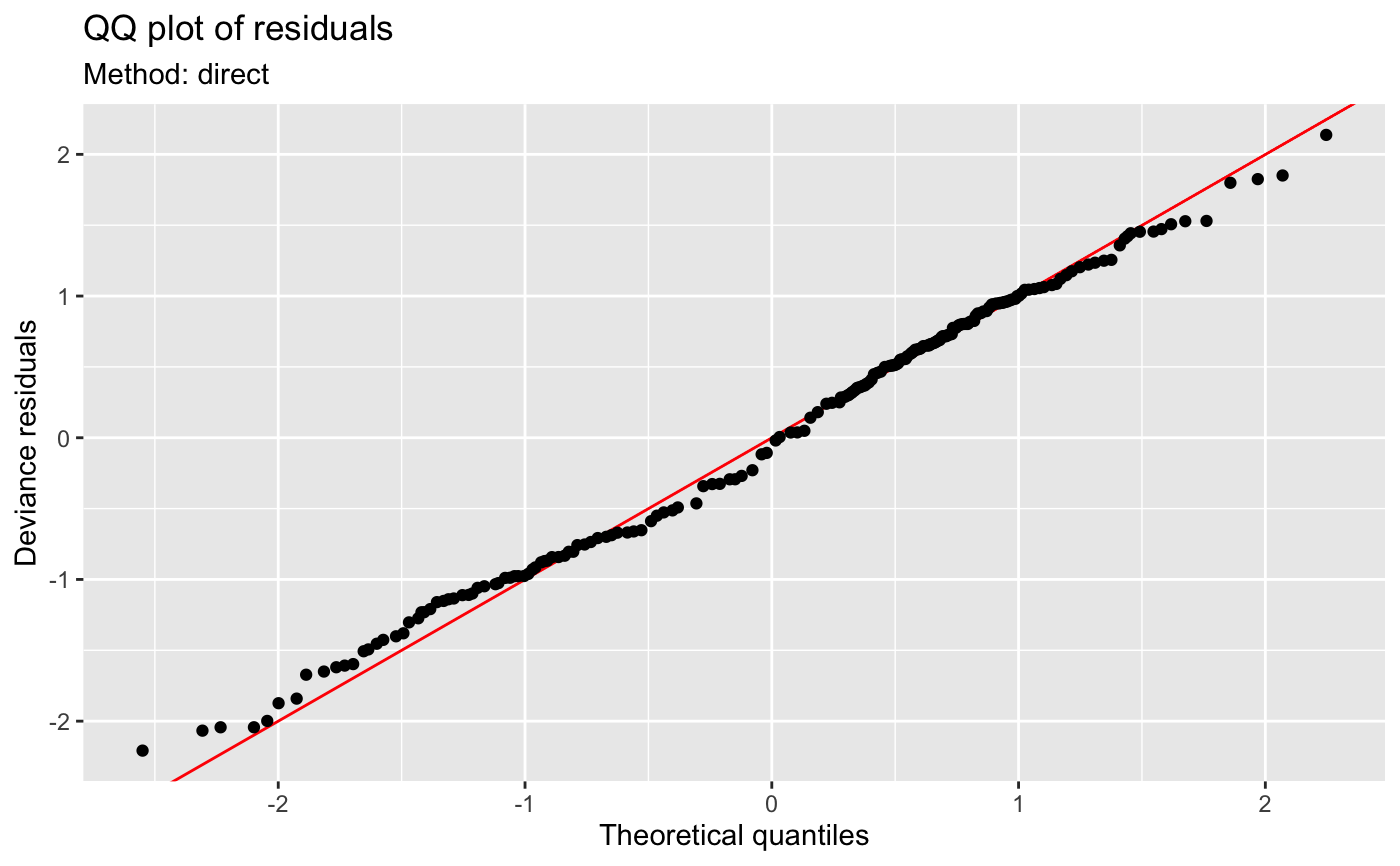 QQ plot of residuals
Method: direct
Deviance residuals
2
1
0
-1
-2
-2 -1 0 1 2
Theoretical quantiles